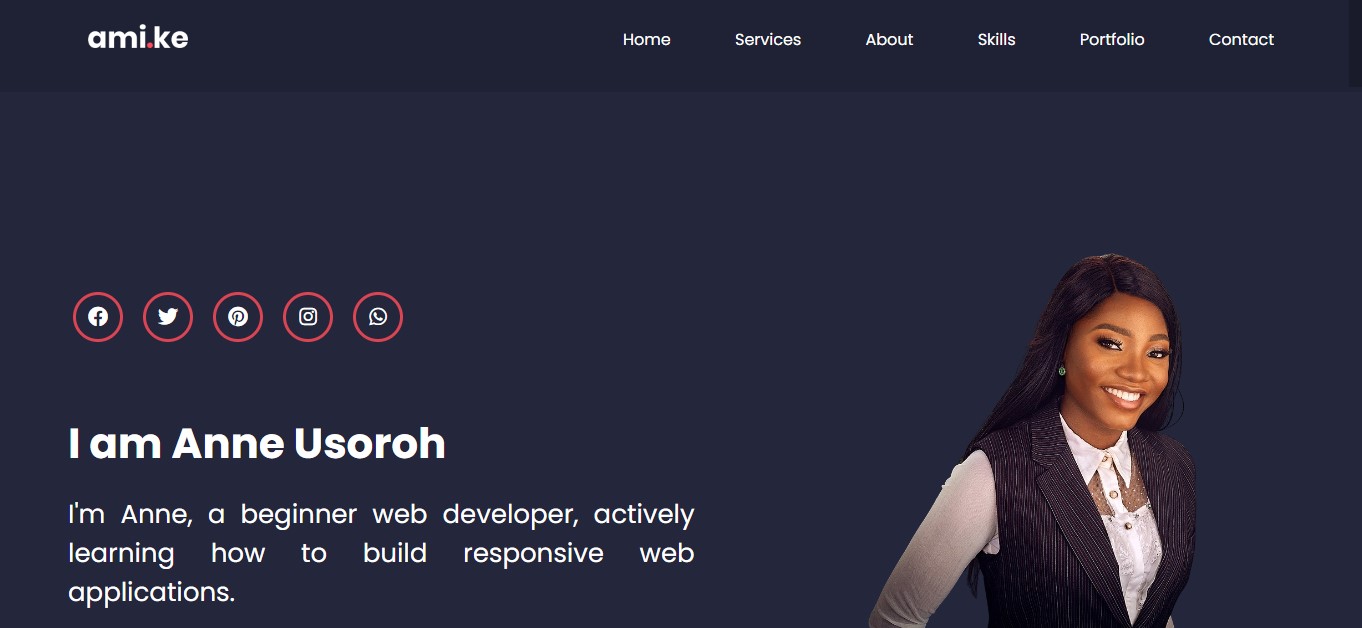 ami.ke
Home Services About Skills Portfolio Contact
I am Anne Usoroh
I'm Anne, a beginner web developer, actively
learning how to build responsive web
applications.